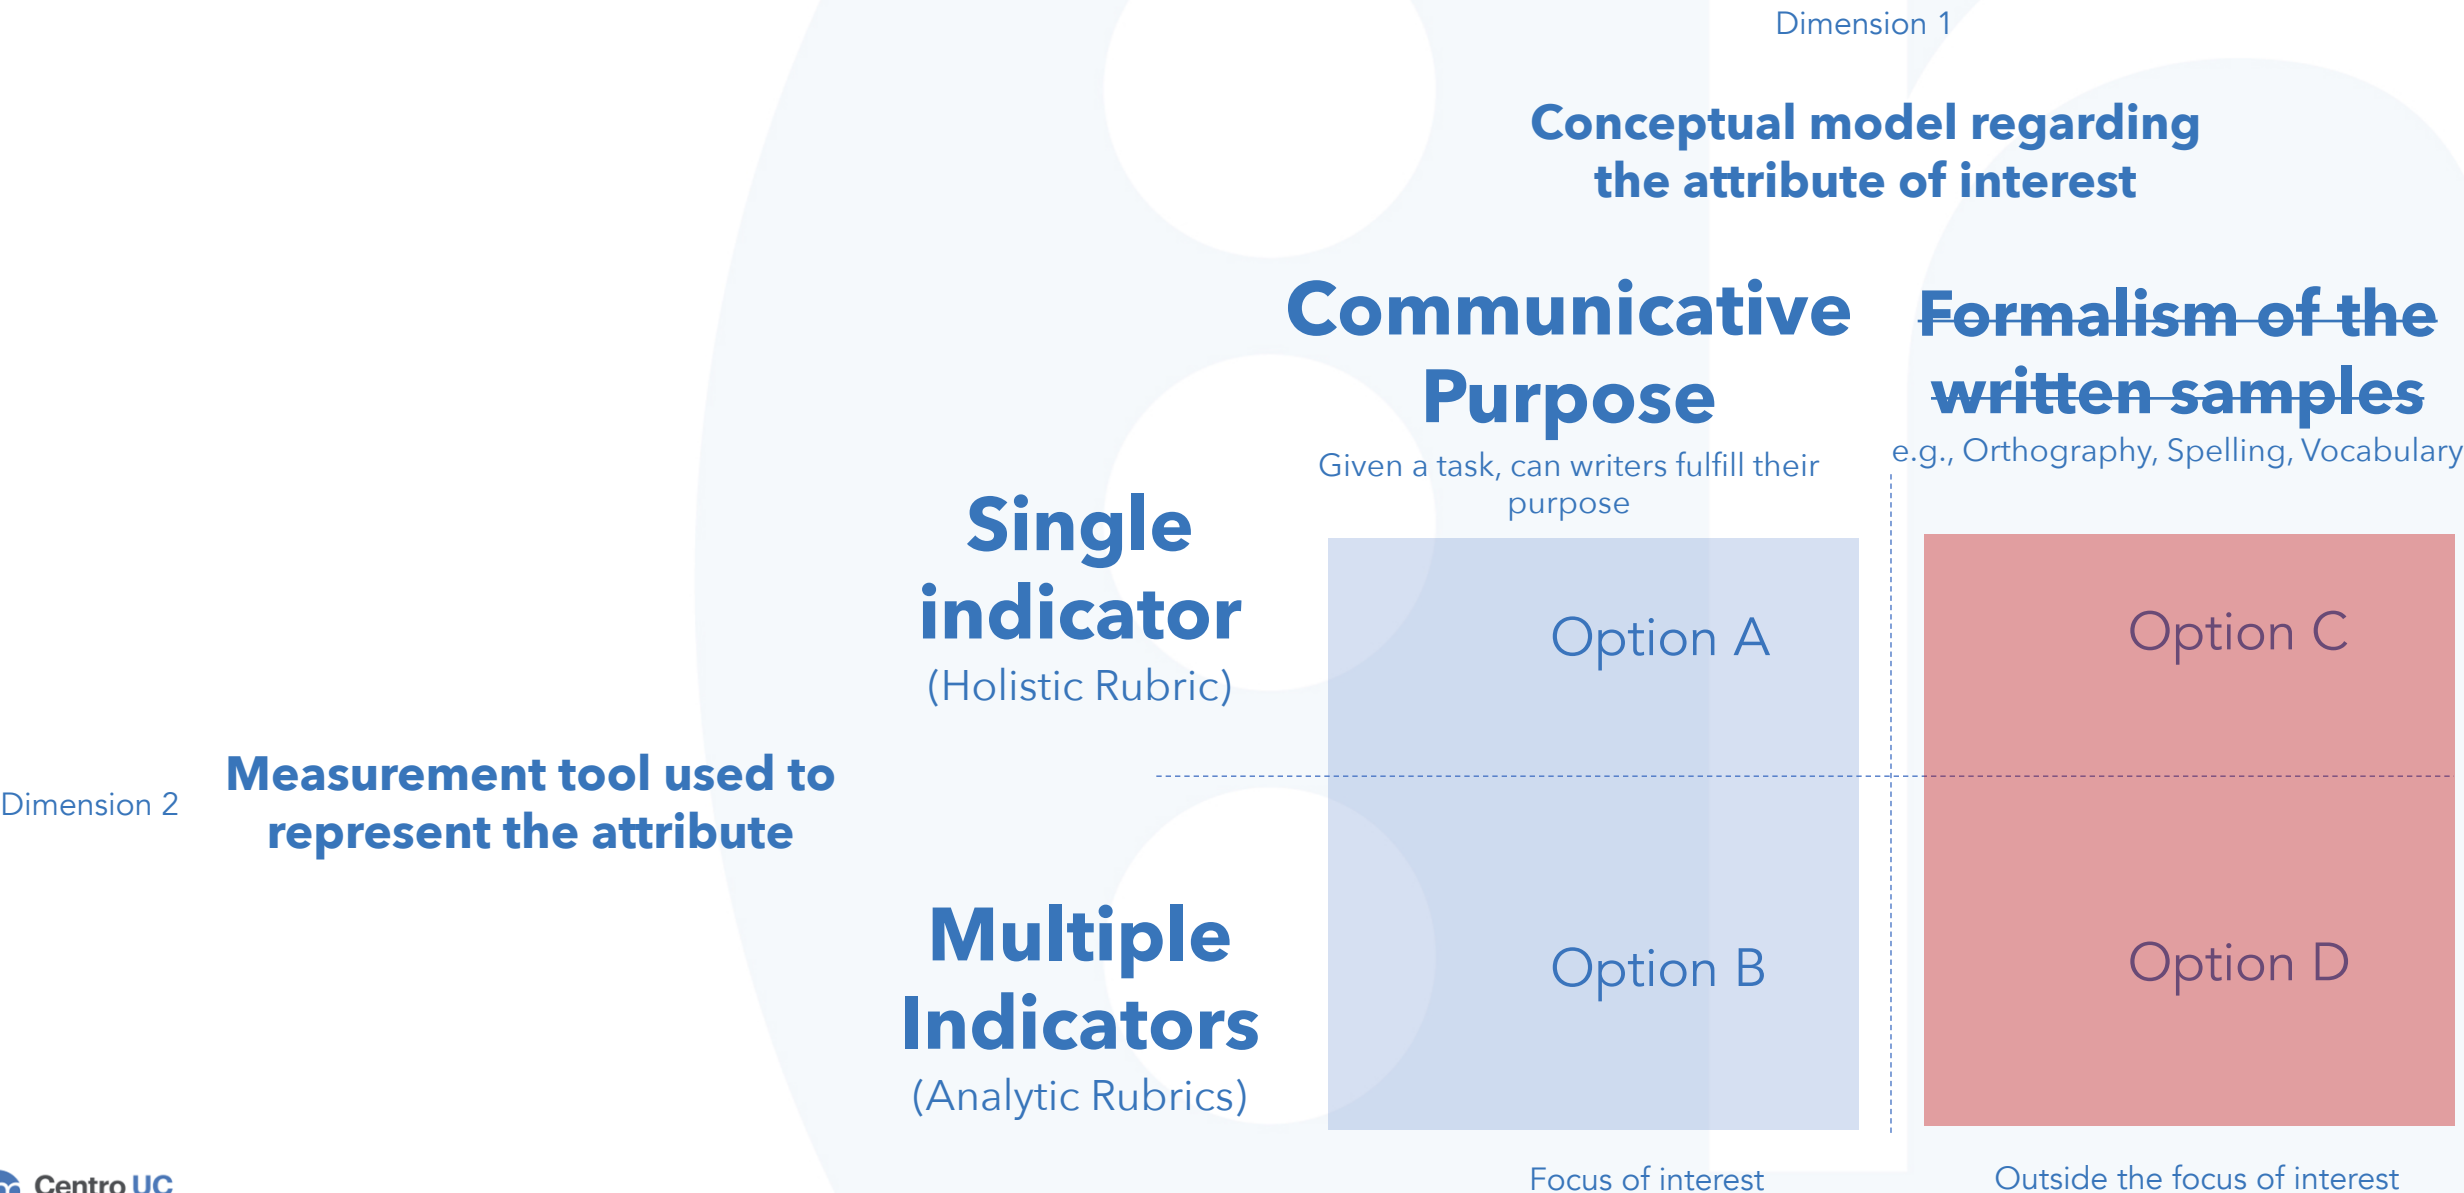 Dimension 1
Conceptual model regarding
the attribute of interest
Communicative
Purpose
Given a task, can writers fulfill their
purpose
Formalism of the
written samples
e.g., Orthography, Spelling, Vocabulary
Single
indicator
(Holistic Rubric)
Option A
Option C
Dimension 2
Measurement tool used to
represent the attribute
Multiple
Indicators
(Analytic Rubrics)
Option B
Option D
Focus of interest
Outside the focus of interest
Centro UC